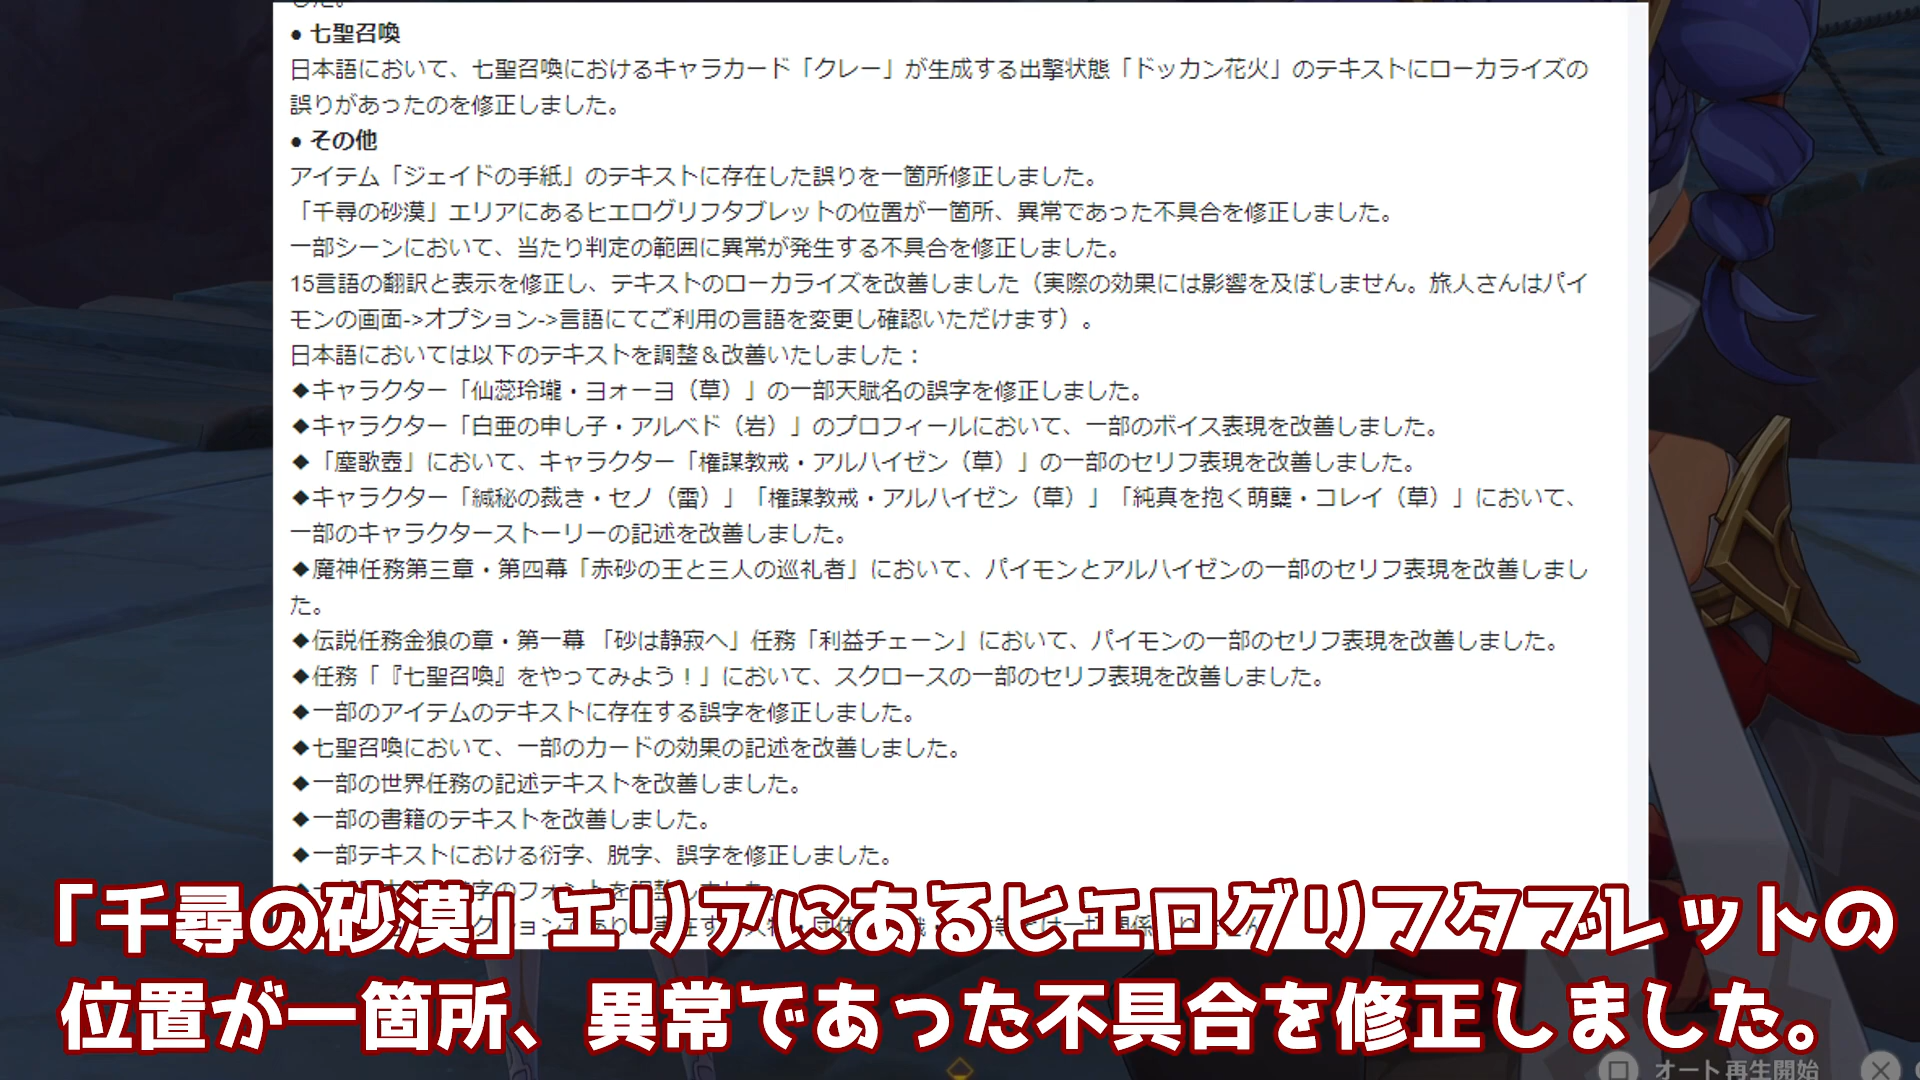 した。
● 七聖召喚
日本語において、七聖召喚におけるキャラカード「クレー」が生成する出撃状態「ドッカン花火」のテキストにローカライズの
誤りがあったのを修正しました。
● その他
アイテム「ジェイドの手紙」のテキストに存在した誤りを一箇所修正しました。
「千尋の砂漠」エリアにあるヒエログリフタブレットの位置が一箇所、異常であった不具合を修正しました。
一部シーンにおいて、当たり判定の範囲に異常が発生する不具合を修正しました。
15言語の翻訳と表示を修正し、テキストのローカライズを改善しました（実際の効果には影響を及ぼしません。旅人さんはパイ
モンの画面->オプション->言語にてご利用の言語を変更し確認いただけます）。
日本語においては以下のテキストを調整＆改善いたしました：
◆キャラクター「仙蕊玲瓏・ヨォーヨ（草）」の一部天賦名の誤字を修正しました。
◆キャラクター「白亜の申し子・アルベド（岩）」のプロフィールにおいて、一部のボイス表現を改善しました。
◆「塵歌壺」において、キャラクター「権謀教戒・アルハイゼン（草）」の一部のセリフ表現を改善しました。
◆キャラクター「緘秘の裁き・セノ（雷）」「権謀教戒・アルハイゼン（草）」「純真を抱く萌蘖・コレイ（草）」において、
一部のキャラクターストーリーの記述を改善しました。
◆魔神任務第三章・第四幕「赤砂の王と三人の巡礼者」において、パイモンとアルハイゼンの一部のセリフ表現を改善しまし
た。
◆伝説任務金狼の章・第一幕 「砂は静寂へ」任務「利益チェーン」において、パイモンの一部のセリフ表現を改善しました。
◆任務「『七聖召喚』をやってみよう！」において、スクロースの一部のセリフ表現を改善しました。
◆一部のアイテムのテキストに存在する誤字を修正しました。
◆七聖召喚において、一部のカードの効果の記述を改善しました。
◆一部の世界任務の記述テキストを改善しました。
◆一部の書籍のテキストを改善しました。
◆一部テキストにおける衍字、脱字、誤字を修正しました。
字のフォントを調整しました。
「千尋の砂漠」エリアにあるヒエログリフタブレットの
位置が一箇所、異常であった不具合を修正しました。
オート再生開始